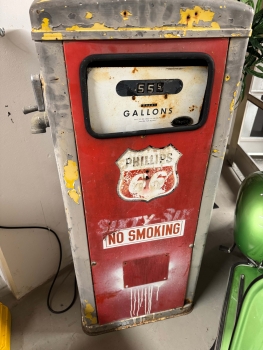 555
GALLONS
PHILLIPS
66
SIXTY-SIX
NO SMOKING